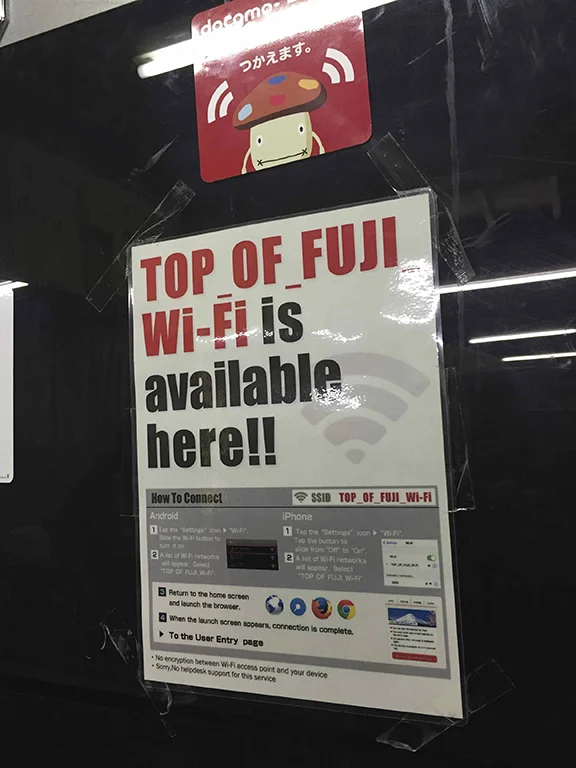 docomo
つかえます。
TOP_OF_FUJI_
Wi-Fi is
available
here!!
How To Connect
SSID TOP_OF_FUJI_Wi-Fi
Android
1 Tap the "Settings" icon ▶ "Wi-Fi".
Slide the Wi-Fi button to
turn it on.
2 A list of Wi-Fi networks
will appear. Select
"TOP_OF_FUJI_Wi-Fi"
iPhone
1 Tap the "Settings" icon ▶ "Wi-Fi".
Tap the button to
slide from "Off" to "On".
2 A list of Wi-Fi networks
will appear. Select
"TOP_OF_FUJI_Wi-Fi"
3 Return to the home screen
and launch the browser.
4 When the launch screen appears, connection is complete.
▶ To the User Entry page
・No encryption between Wi-Fi access point and your device
・Sorry,No helpdesk support for this service